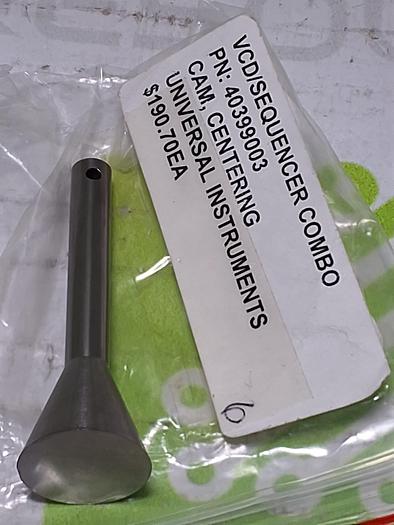 VCD/SEQUENCER COMBO
PN: 40399003
CAM, CENTERING
UNIVERSAL INSTRUMENTS
$190.70EA
6